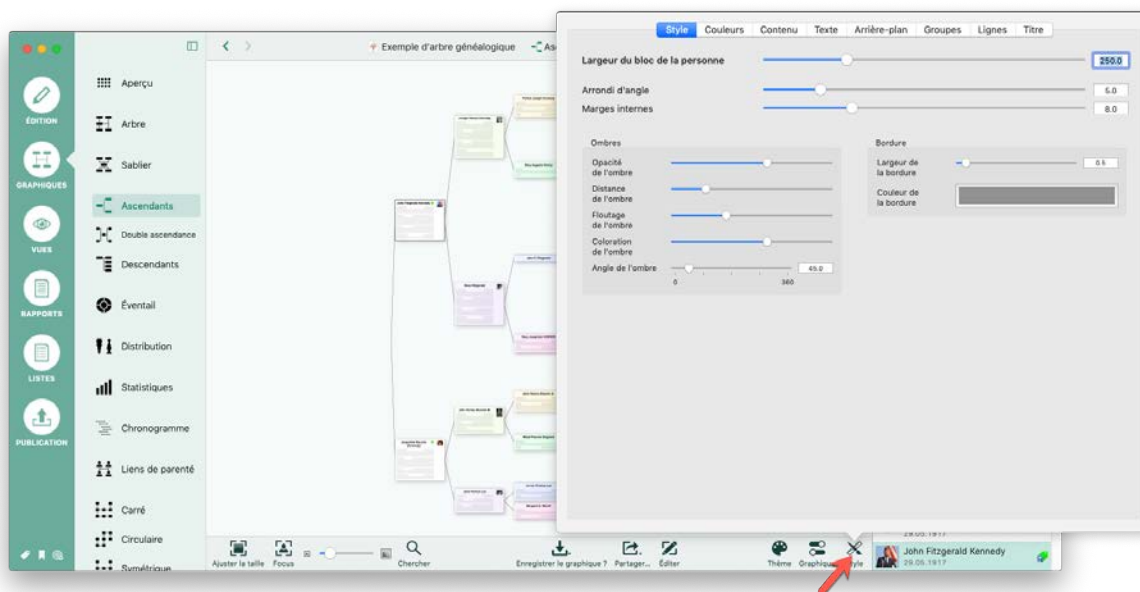 Exemple d'arbre généalogique
ÉDITION
GRAPHIQUES
VUES
RAPPORTS
LISTES
PUBLICATION
Aperçu
Arbre
Sablier
Ascendants
Double ascendance
Descendants
Éventail
Distribution
Statistiques
Chronogramme
Liens de parenté
Carré
Circulaire
Symétrique
Ajuster la taille
Focus
Chercher
Enregistrer le graphique ?
Partager...
Éditer
Thème
Style Couleurs Contenu Texte Arrière-plan Groupes Lignes Titre
Largeur du bloc de la personne 250.0
Arrondi d'angle 5.0
Marges internes 8.0
Ombres
Opacité
de l'ombre
Distance
de l'ombre
Floutage
de l'ombre
Coloration
de l'ombre
Angle de l'ombre 45.0
0 360
Bordure
Largeur de
la bordure 0.5
Couleur de
la bordure
John Fitzgerald Kennedy
29.05.1917